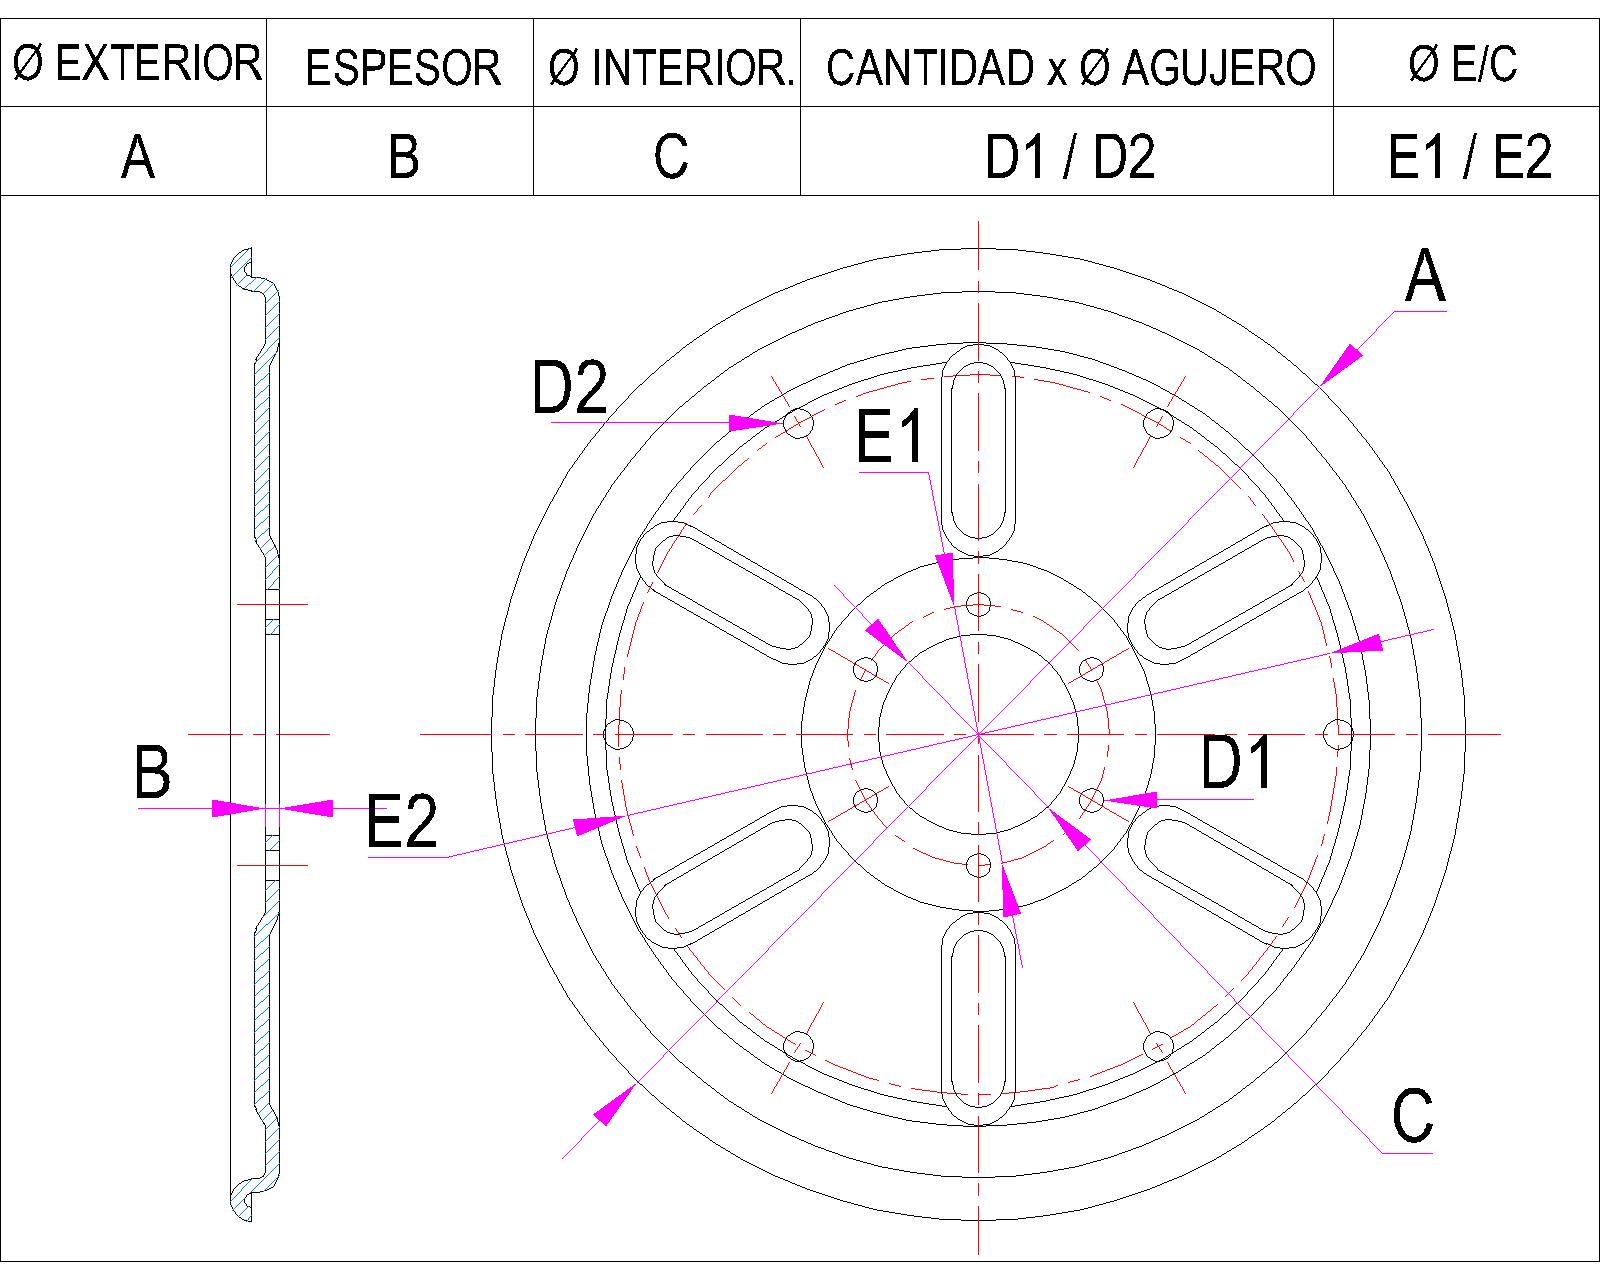 Ø EXTERIOR ESPESOR Ø INTERIOR. CANTIDAD x Ø AGUJERO Ø E/C
A B C D1 / D2 E1 / E2
A
D2
E1
D1
B
E2
C